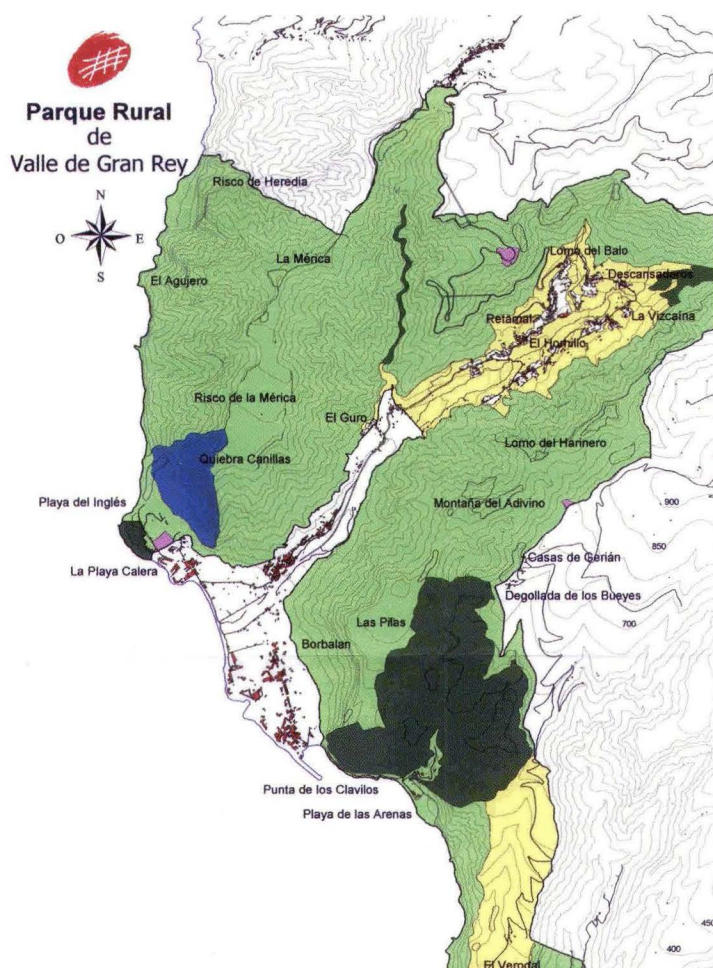 Parque Rural
de
Valle de Gran Rey
N
O E
S
Risco de Heredia
La Mérica
El Agujero
Lomo del Balo
Descansaderos
Retamal
La Vizcaína
El Hornillo
Risco de la Mérica
El Guro
Lomo del Harinero
Quiebra Canillas
Playa del Inglés
Montaña del Adivino
900
850
La Playa Calera
Casas de Gerián
Degollada de los Bueyes
Las Pilas
700
Borbalan
Punta de los Clavilos
Playa de las Arenas
450
400
El Verodal